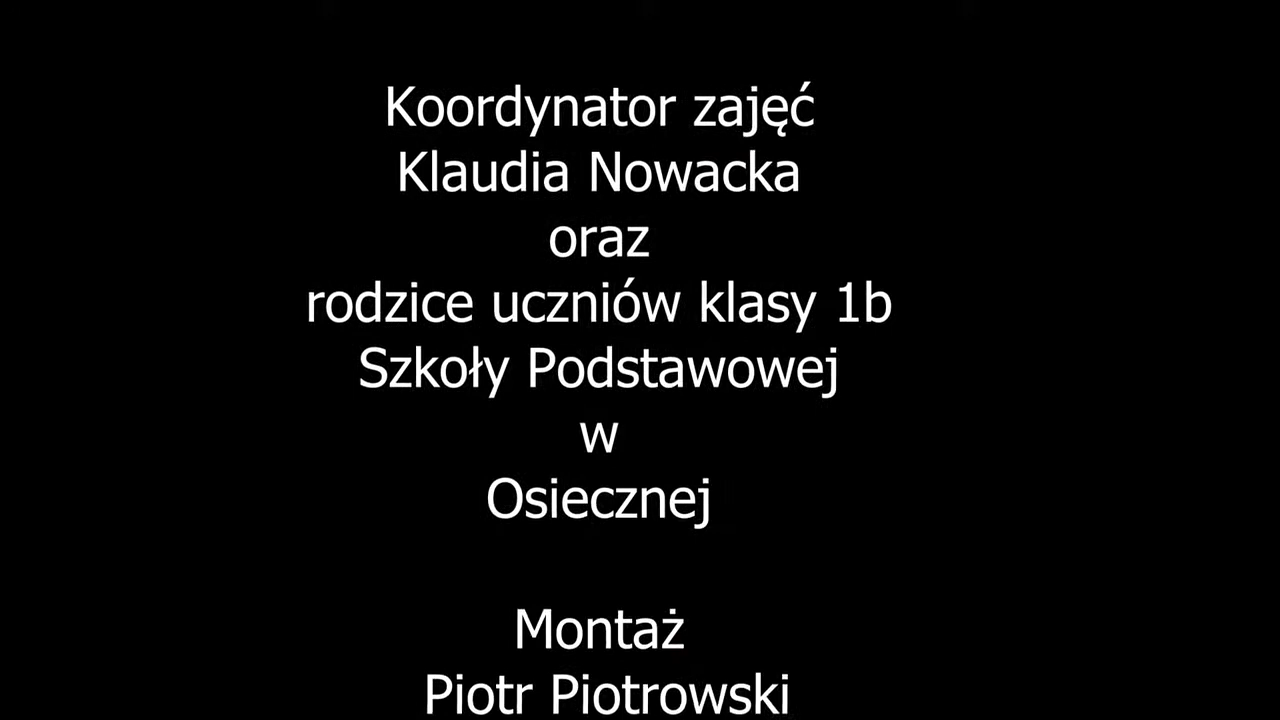 Koordynator zajęć
Klaudia Nowacka
oraz
rodzice uczniów klasy 1b
Szkoły Podstawowej
w
Osiecznej
Montaż
Piotr Piotrowski